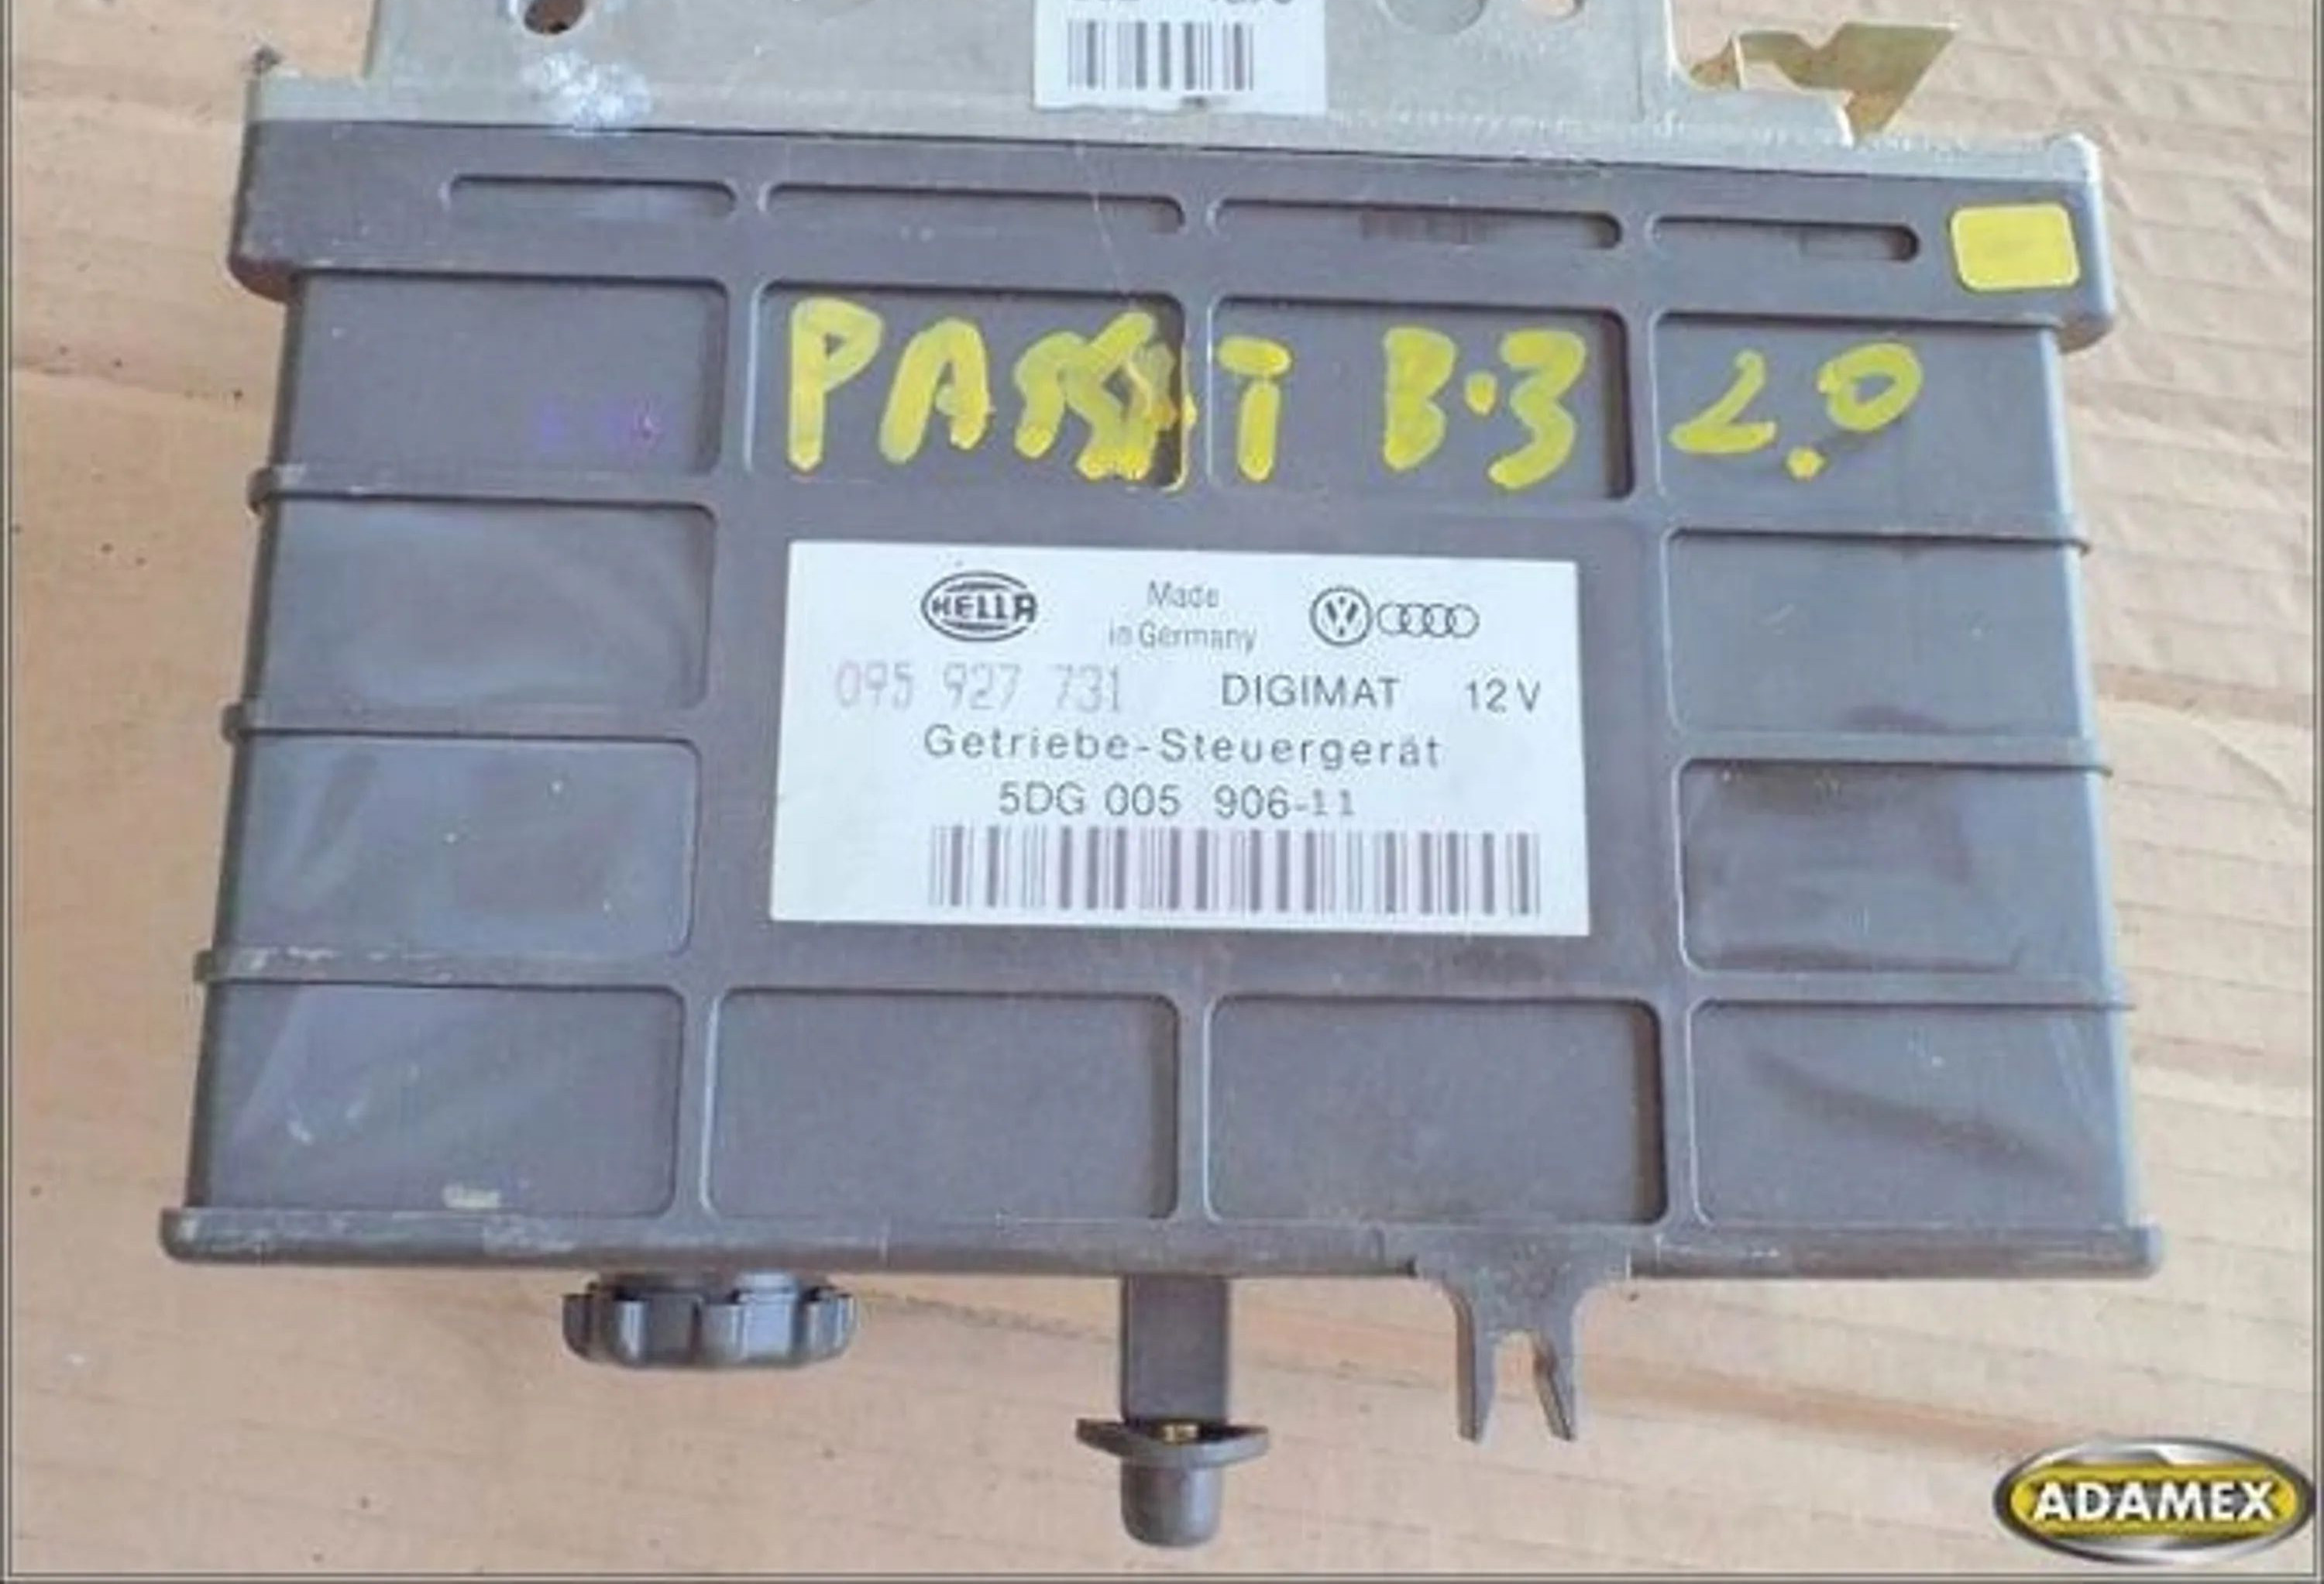 PASST B.3 2.0
HELLA
Made
in Germany
095 927 731 DIGIMAT 12V
Getriebe-Steuergerät
5DG 005 906-11
ADAMEX